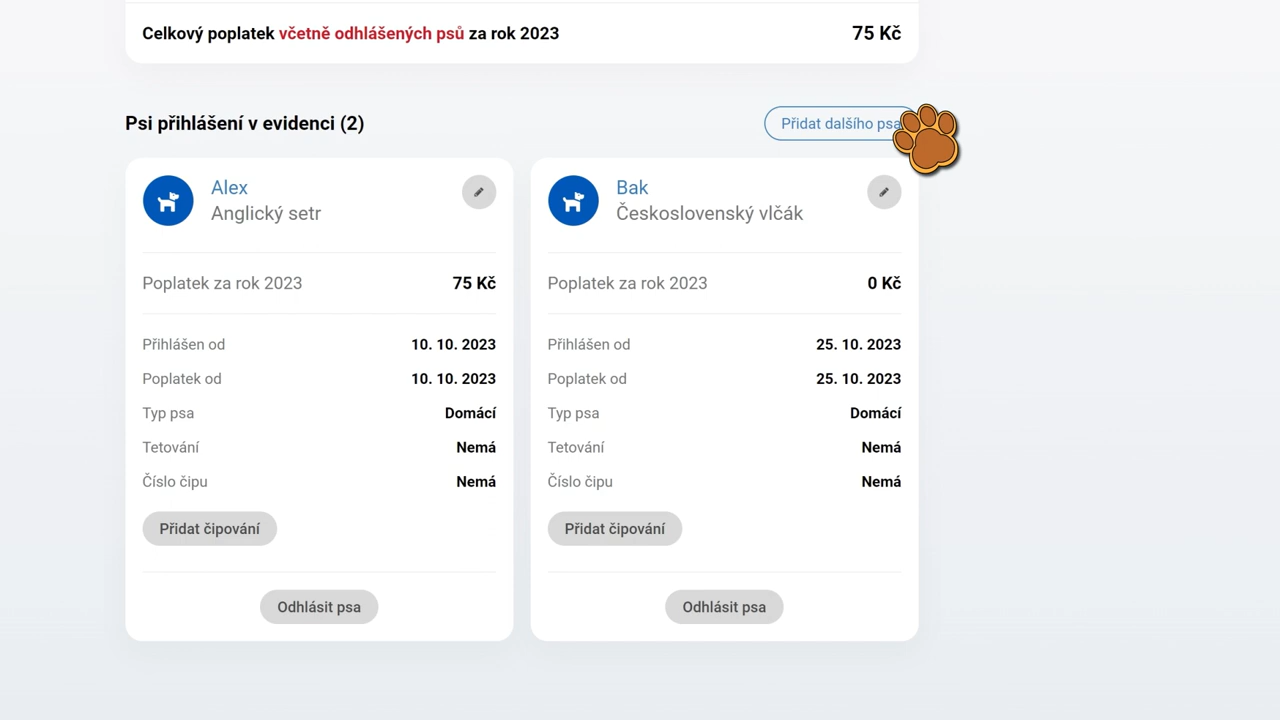 Celkový poplatek včetně odhlášených psů za rok 2023 75 Kč
Psi přihlášení v evidenci (2)
Přidat dalšího psa
Alex
Anglický setr
Poplatek za rok 2023 75 Kč
Přihlášen od 10. 10. 2023
Poplatek od 10. 10. 2023
Typ psa Domácí
Tetování Nemá
Číslo čipu Nemá
Přidat čipování
Odhlásit psa
Bak
Československý vlčák
Poplatek za rok 2023 0 Kč
Přihlášen od 25. 10. 2023
Poplatek od 25. 10. 2023
Typ psa Domácí
Tetování Nemá
Číslo čipu Nemá
Přidat čipování
Odhlásit psa